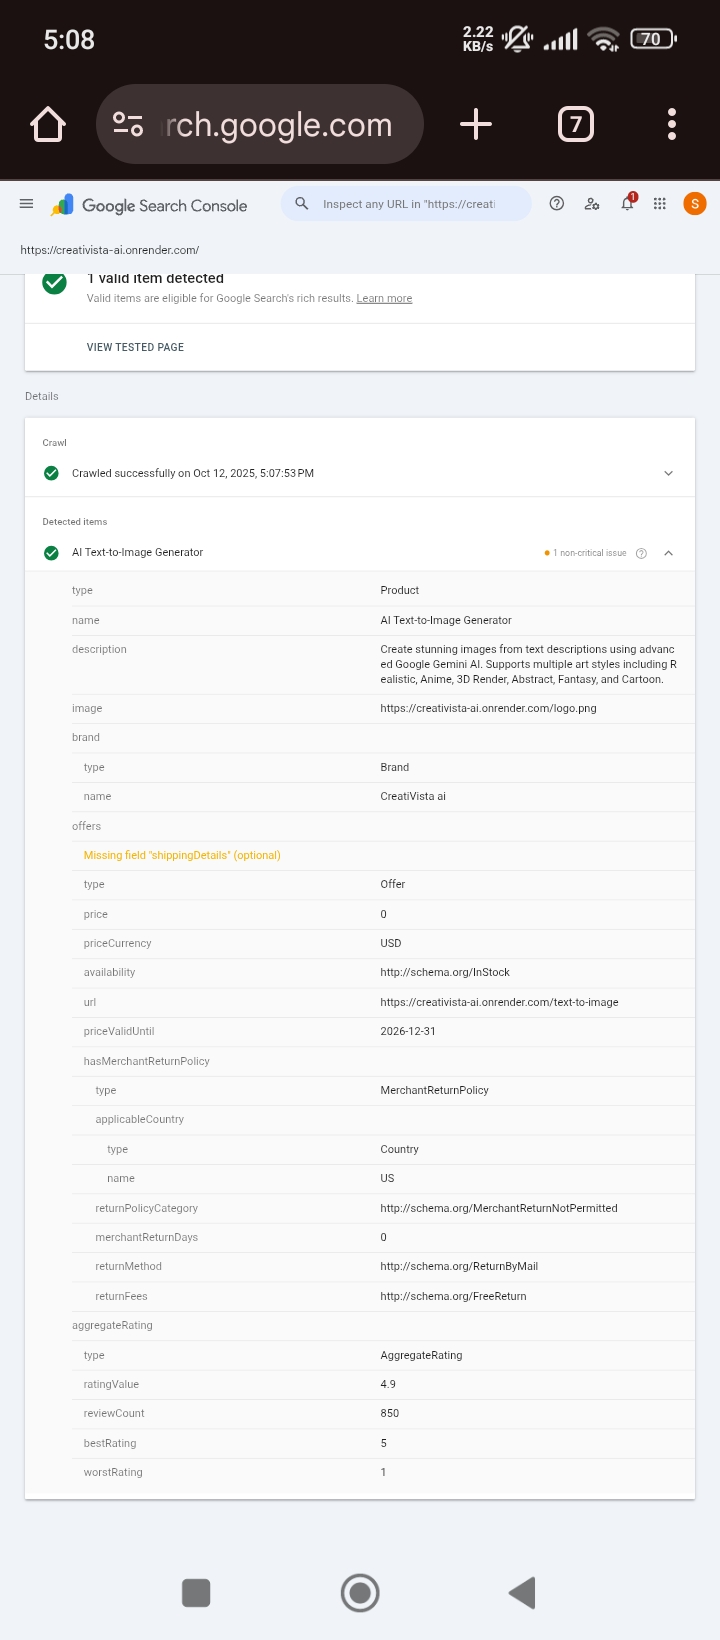 5:08
2.22
KB/s
70
rch.google.com
7
Google Search Console
Inspect any URL in "https://creati
1
S
https://creativista-ai.onrender.com/
1 valid item detected
Valid items are eligible for Google Search's rich results. Learn more
VIEW TESTED PAGE
Details
Crawl
Crawled successfully on Oct 12, 2025, 5:07:53 PM
Detected items
AI Text-to-Image Generator
1 non-critical issue
type Product
name AI Text-to-Image Generator
description Create stunning images from text descriptions using advanc
ed Google Gemini AI. Supports multiple art styles including R
ealistic, Anime, 3D Render, Abstract, Fantasy, and Cartoon.
image https://creativista-ai.onrender.com/logo.png
brand
type Brand
name CreatiVista ai
offers
Missing field "shippingDetails" (optional)
type Offer
price 0
priceCurrency USD
availability http://schema.org/InStock
url https://creativista-ai.onrender.com/text-to-image
priceValidUntil 2026-12-31
hasMerchantReturnPolicy
type MerchantReturnPolicy
applicableCountry
type Country
name US
returnPolicyCategory http://schema.org/MerchantReturnNotPermitted
merchantReturnDays 0
returnMethod http://schema.org/ReturnByMail
returnFees http://schema.org/FreeReturn
aggregateRating
type AggregateRating
ratingValue 4.9
reviewCount 850
bestRating 5
worstRating 1